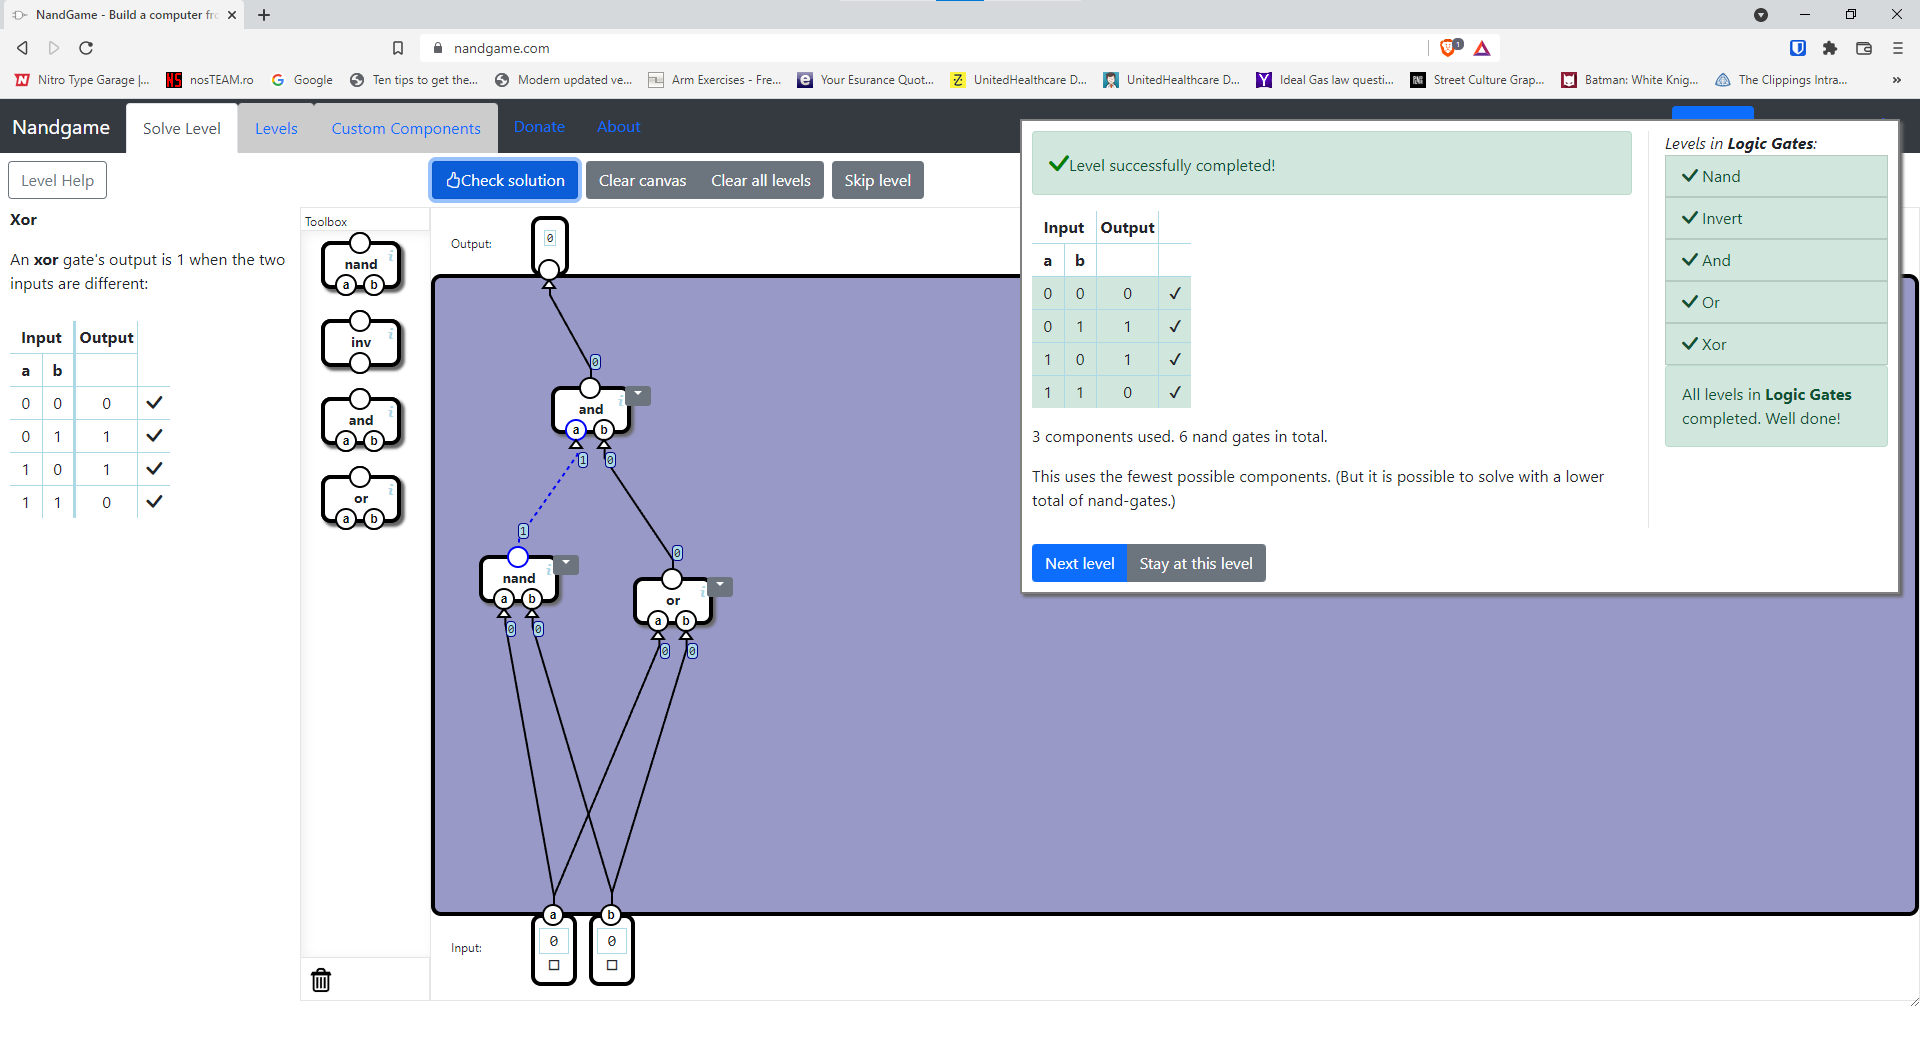 NandGame - Build a computer fro
nandgame.com
1
Nitro Type Garage |...
nosTEAM.ro
Google
Ten tips to get the...
Modern updated ve...
Arm Exercises - Fre...
Your Esurance Quot...
UnitedHealthcare D...
UnitedHealthcare D...
Ideal Gas law questi...
Street Culture Grap...
Batman: White Knig...
The Clippings Intra...
»
Nandgame
Solve Level
Levels
Custom Components
Donate
About
Level Help
Check solution
Clear canvas
Clear all levels
Skip level
Xor
An xor gate's output is 1 when the two
inputs are different:
Input Output
a b
0 0 0
0 1 1
1 0 1
1 1 0
Toolbox
nand
a b
inv
and
a b
or
a b
Output:
0
0
and
a b
1 0
1
nand
a b
0 0
0
or
a b
0 0
a b
Input:
0 0
Level successfully completed!
Input Output
a b
0 0 0
0 1 1
1 0 1
1 1 0
3 components used. 6 nand gates in total.
This uses the fewest possible components. (But it is possible to solve with a lower
total of nand-gates.)
Next level
Stay at this level
Levels in Logic Gates:
Nand
Invert
And
Or
Xor
All levels in Logic Gates
completed. Well done!